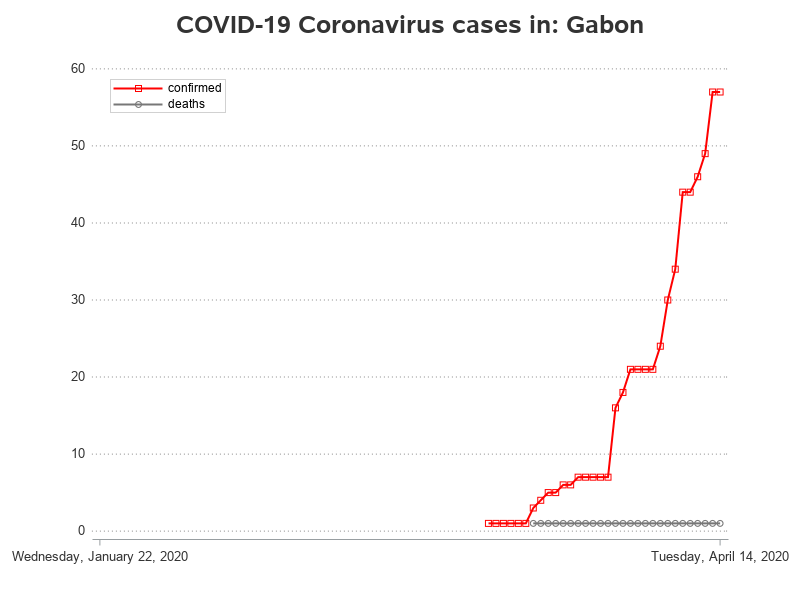 COVID-19 Coronavirus cases in: Gabon
60
confirmed
deaths
50
40
30
20
10
0
Wednesday, January 22, 2020
Tuesday, April 14, 2020